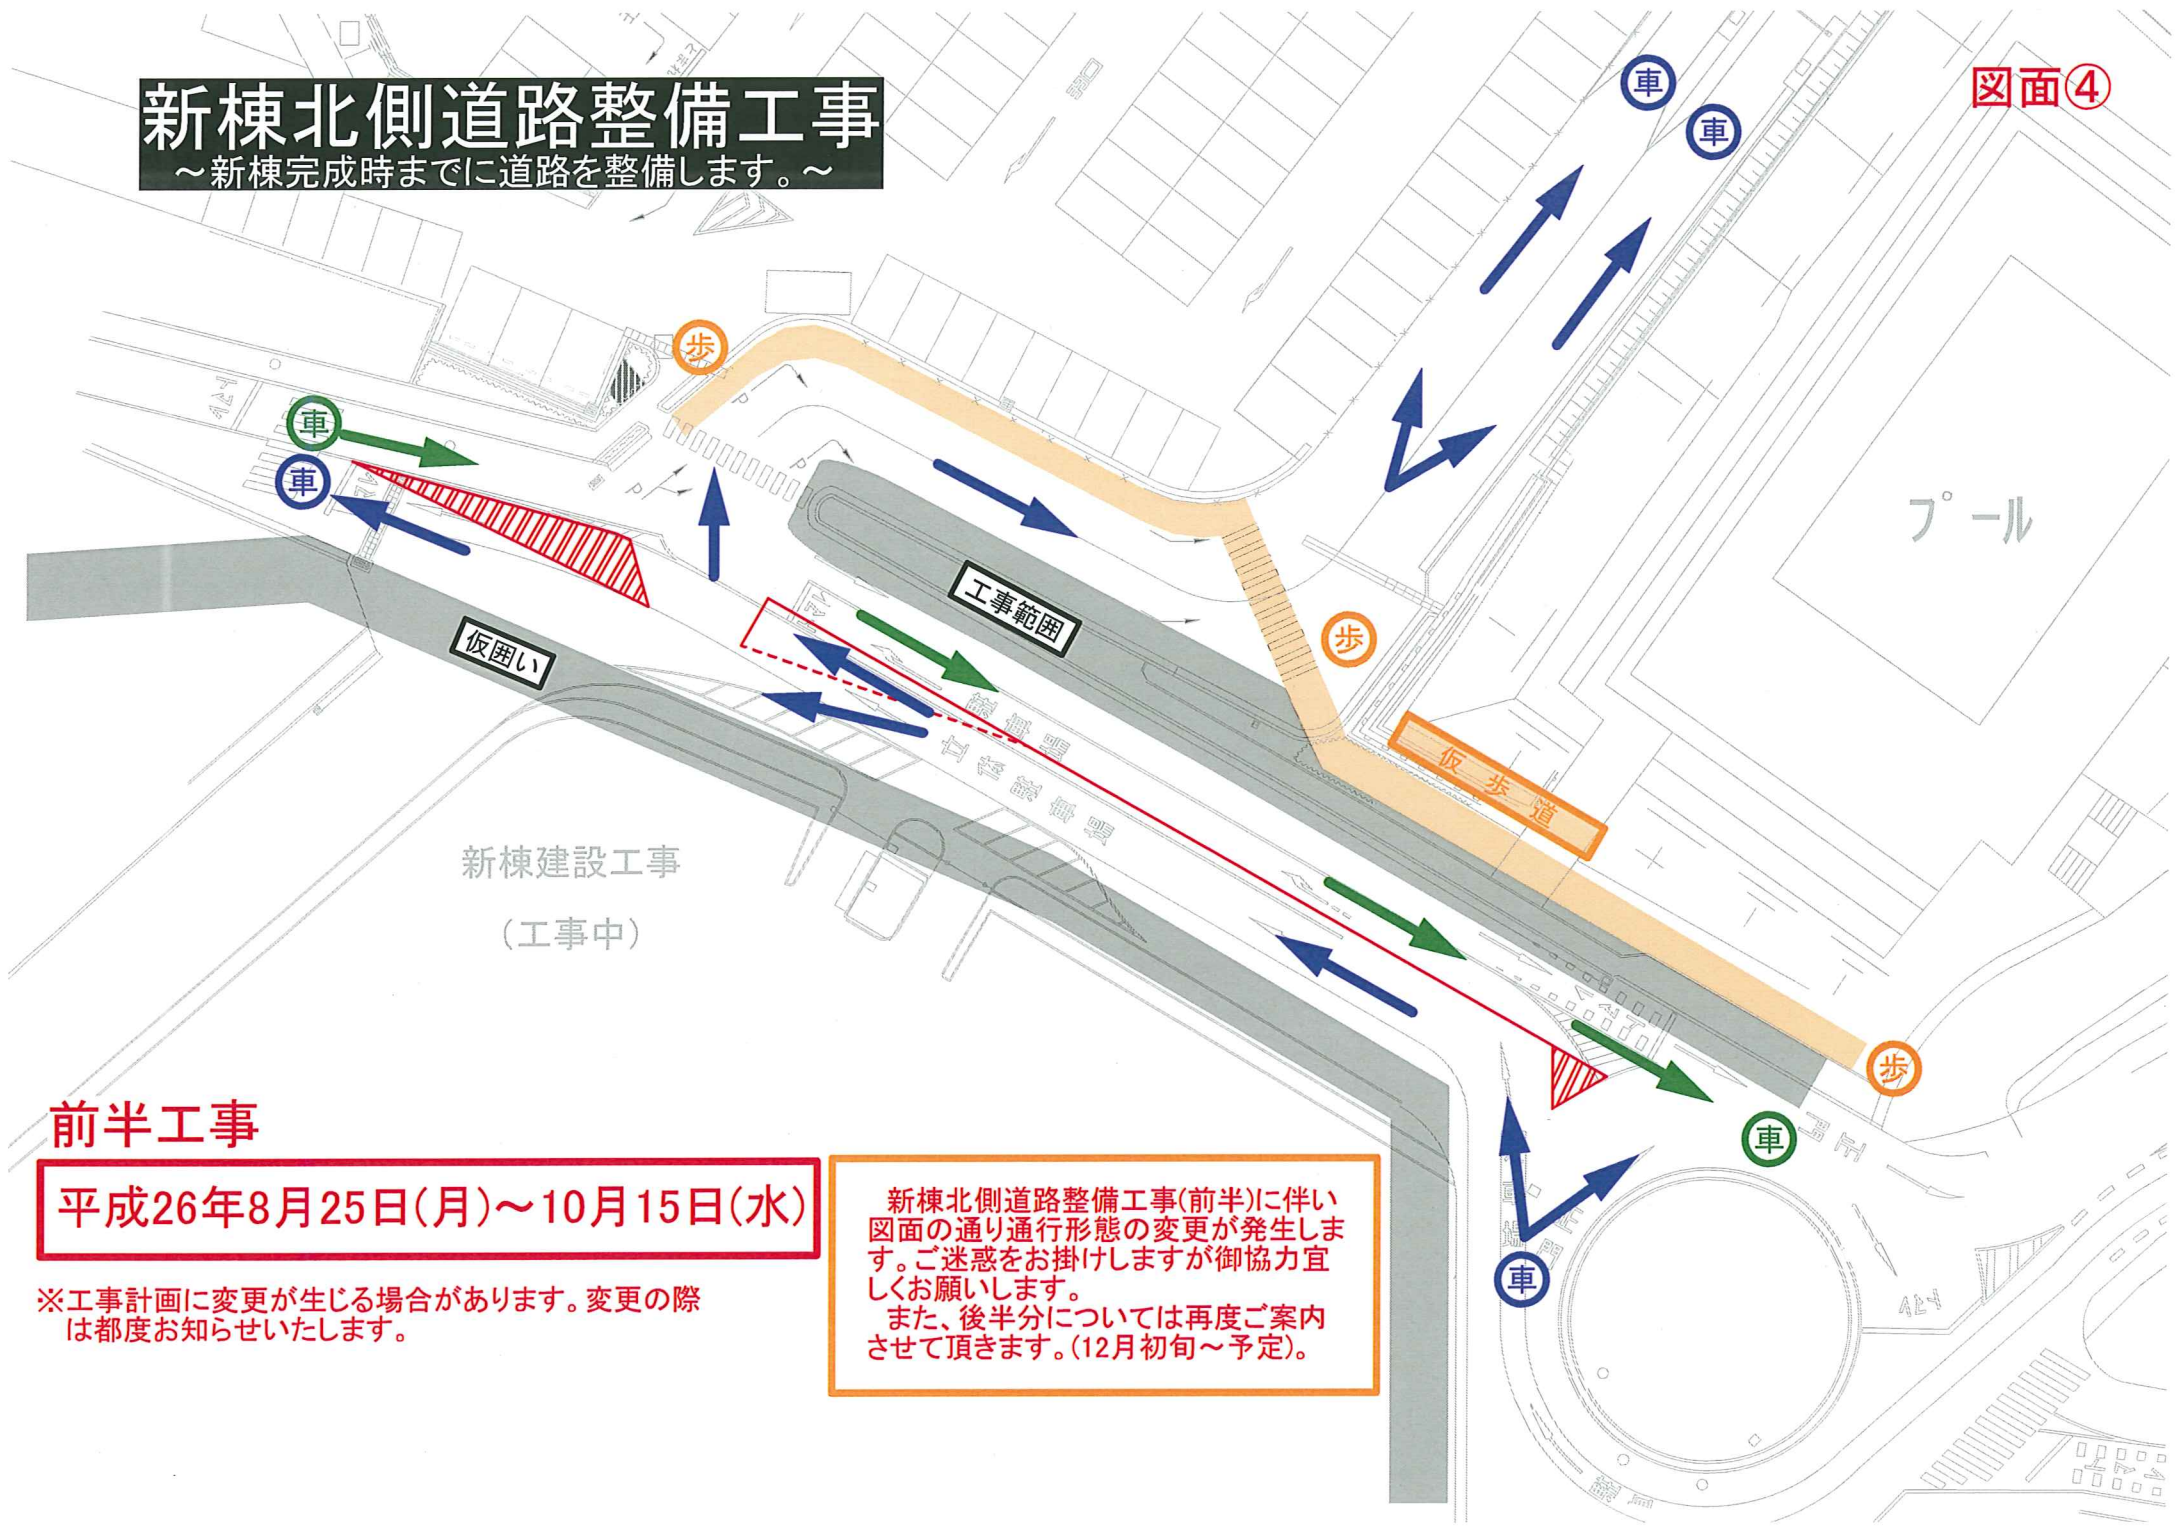 新棟北側道路整備工事
～新棟完成時までに道路を整備します。～
図面④
車
車
歩
車
車
プール
工事範囲
歩
仮囲い
仮歩道
駐車場
立体駐車場
新棟建設工事
(工事中)
歩
車
正門
車
前半工事
平成26年8月25日(月)～10月15日(水)
※工事計画に変更が生じる場合があります。変更の際
は都度お知らせいたします。
新棟北側道路整備工事(前半)に伴い
図面の通り通行形態の変更が発生しま
す。ご迷惑をお掛けしますが御協力宜
しくお願いします。
また、後半分については再度ご案内
させて頂きます。(12月初旬～予定)。